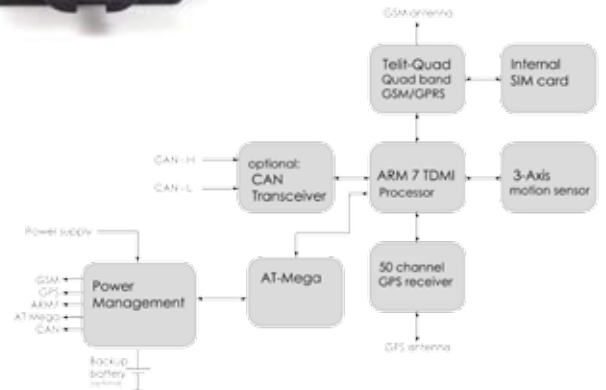 GSM antenna
Telit-Quad
Quad band
GSM/GPRS
Internal
SIM card
CAN - H
CAN - L
optional:
CAN
Transceiver
ARM 7 TDMI
Processor
3-Axis
motion sensor
Power supply
GSM
GPS
ARM7
AT-Mega
CAN
Power
Management
AT-Mega
50 channel
GPS receiver
GPS antenna
Backup
battery
(optional)